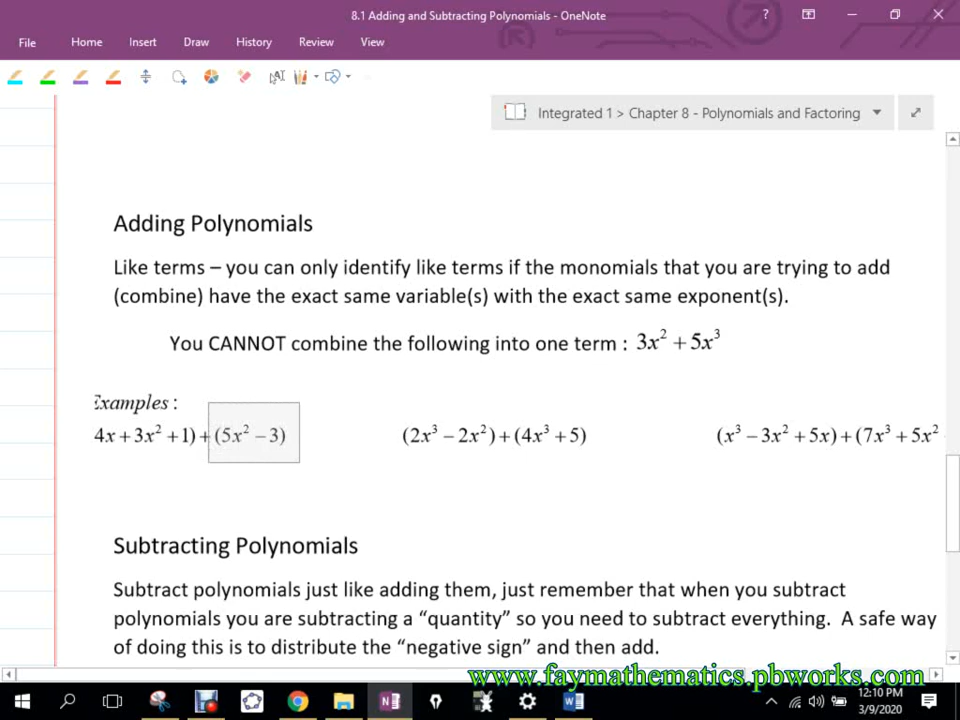 8.1 Adding and Subtracting Polynomials - OneNote
File Home Insert Draw History Review View
Integrated 1 > Chapter 8 - Polynomials and Factoring
Adding Polynomials
Like terms – you can only identify like terms if the monomials that you are trying to add
(combine) have the exact same variable(s) with the exact same exponent(s).
You CANNOT combine the following into one term : 3x² + 5x³
Examples :
4x + 3x² + 1) + (5x² − 3) (2x³ − 2x²) + (4x³ + 5) (x³ − 3x² + 5x) + (7x³ + 5x²
Subtracting Polynomials
Subtract polynomials just like adding them, just remember that when you subtract
polynomials you are subtracting a “quantity” so you need to subtract everything. A safe way
of doing this is to distribute the “negative sign” and then add.
www.faymathematics.pbworks.com
12:10 PM
3/9/2020